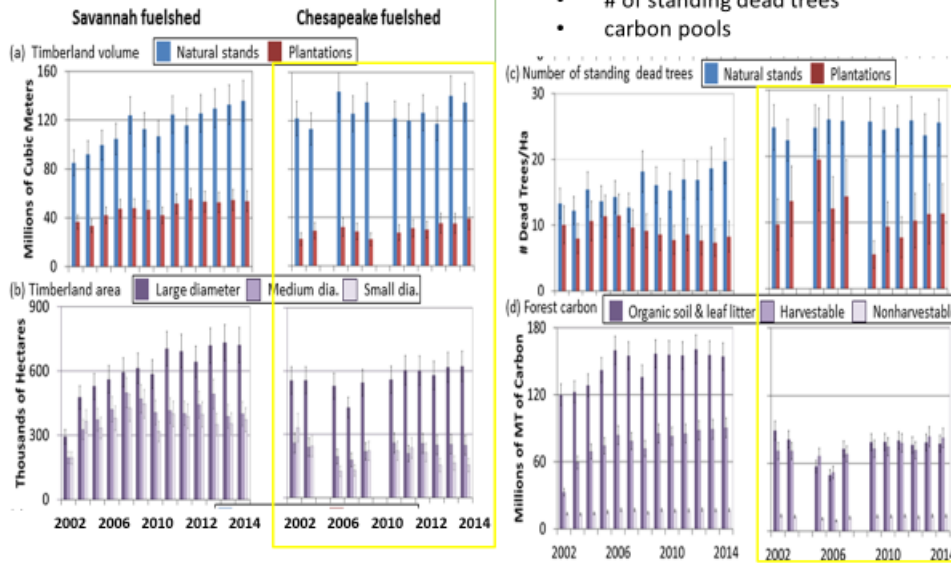 Savannah fuelshed
Chesapeake fuelshed
• # of standing dead trees
• carbon pools
(a) Timberland volume
Natural stands
Plantations
Millions of Cubic Meters
160
120
80
40
0
(b) Timberland area
Large diameter
Medium dia.
Small dia.
Thousands of Hectares
900
600
300
0
2002 2006 2010 2012 2014
2002 2006 2010 2012 2014
(c) Number of standing dead trees
Natural stands
Plantations
# Dead Trees/Ha
30
20
10
0
(d) Forest carbon
Organic soil & leaf litter
Harvestable
Nonharvestabl
Millions of MT of Carbon
180
120
60
0
2002 2006 2010 2014
2002 2006 2010 2014